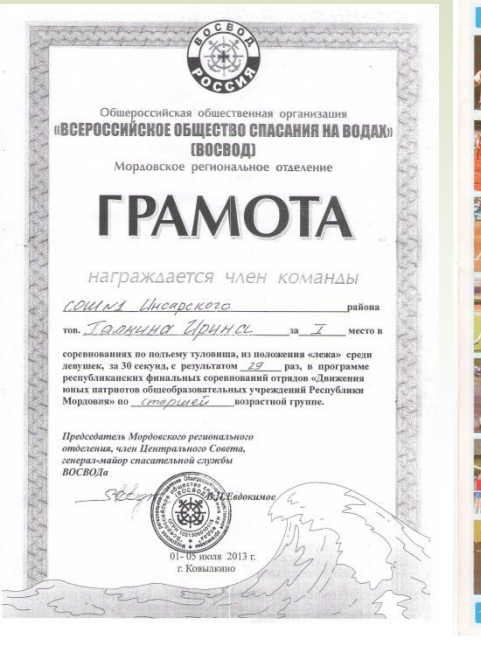 ВОСВОД
РОССИЯ
Общероссийская общественная организация
«ВСЕРОССИЙСКОЕ ОБЩЕСТВО СПАСАНИЯ НА ВОДАХ»
(ВОСВОД)
Мордовское региональное отделение
ГРАМОТА
награждается член команды
СОШ №1 Инсарского района
тов. Галкина Ирина за I место в
соревнованиях по подъему туловища, из положения «лежа» среди
девушек, за 30 секунд, с результатом 29 раз, в программе
республиканских финальных соревнований отрядов «Движения
юных патриотов общеобразовательных учреждений Республики
Мордовия» по старшей возрастной группе.
Председатель Мордовского регионального
отделения, член Центрального Совета,
генерал-майор спасательной службы
ВОСВОДа
В.П.Евдокимов
01- 05 июля 2013 г.
г. Ковылкино